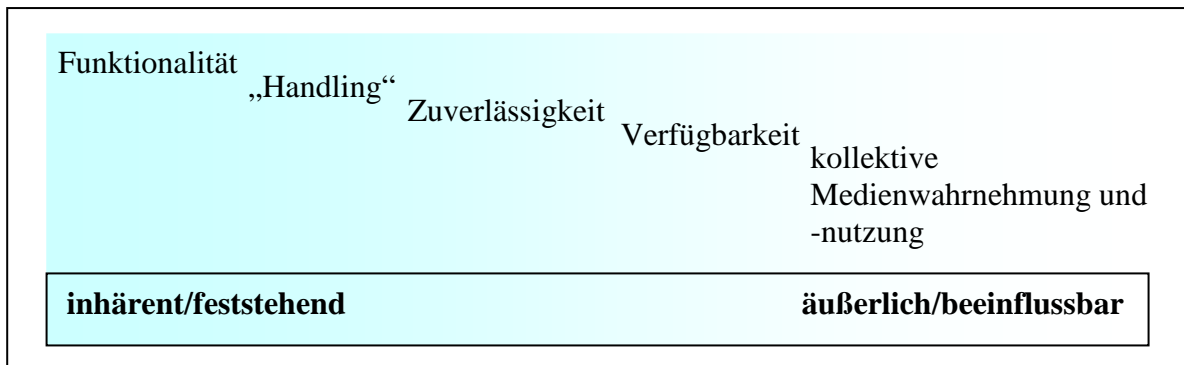 Funktionalität
„Handling“
Zuverlässigkeit
Verfügbarkeit
kollektive
Medienwahrnehmung und
-nutzung
inhärent/feststehend
äußerlich/beeinflussbar